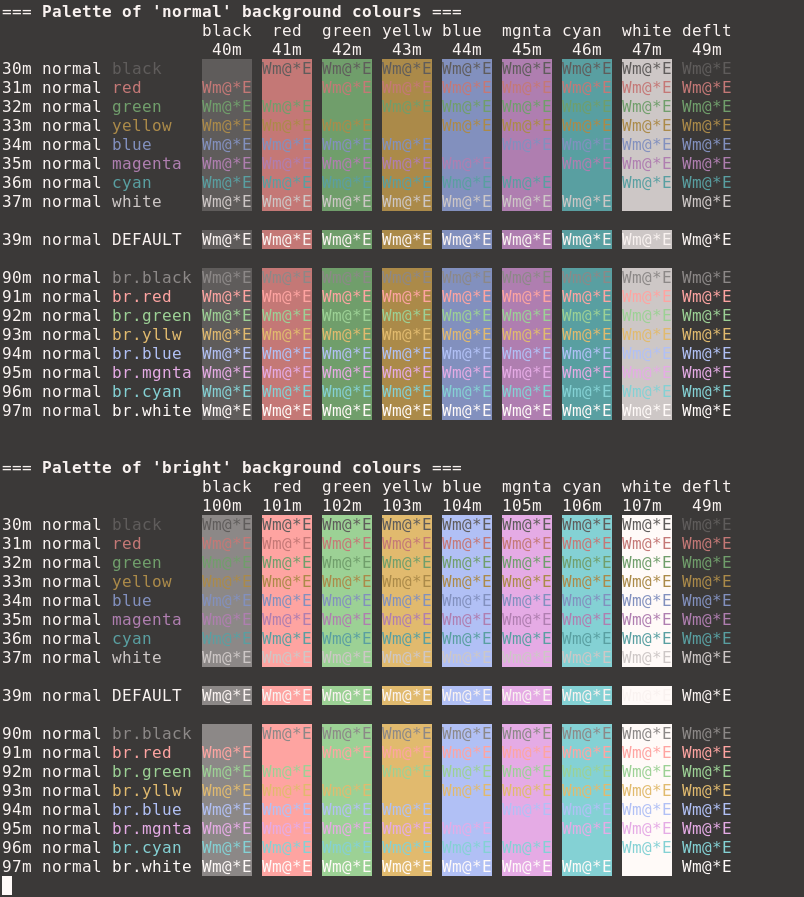 === Palette of 'normal' background colours ===
black red green yellw blue mgnta cyan white deflt
40m 41m 42m 43m 44m 45m 46m 47m 49m
30m normal black Wm@*E Wm@*E Wm@*E Wm@*E Wm@*E Wm@*E Wm@*E Wm@*E
31m normal red Wm@*E Wm@*E Wm@*E Wm@*E Wm@*E Wm@*E Wm@*E Wm@*E
32m normal green Wm@*E Wm@*E Wm@*E Wm@*E Wm@*E Wm@*E Wm@*E Wm@*E
33m normal yellow Wm@*E Wm@*E Wm@*E Wm@*E Wm@*E Wm@*E Wm@*E Wm@*E
34m normal blue Wm@*E Wm@*E Wm@*E Wm@*E Wm@*E Wm@*E Wm@*E Wm@*E
35m normal magenta Wm@*E Wm@*E Wm@*E Wm@*E Wm@*E Wm@*E Wm@*E Wm@*E
36m normal cyan Wm@*E Wm@*E Wm@*E Wm@*E Wm@*E Wm@*E Wm@*E Wm@*E
37m normal white Wm@*E Wm@*E Wm@*E Wm@*E Wm@*E Wm@*E Wm@*E Wm@*E
39m normal DEFAULT Wm@*E Wm@*E Wm@*E Wm@*E Wm@*E Wm@*E Wm@*E Wm@*E Wm@*E
90m normal br.black Wm@*E Wm@*E Wm@*E Wm@*E Wm@*E Wm@*E Wm@*E Wm@*E Wm@*E
91m normal br.red Wm@*E Wm@*E Wm@*E Wm@*E Wm@*E Wm@*E Wm@*E Wm@*E Wm@*E
92m normal br.green Wm@*E Wm@*E Wm@*E Wm@*E Wm@*E Wm@*E Wm@*E Wm@*E Wm@*E
93m normal br.yllw Wm@*E Wm@*E Wm@*E Wm@*E Wm@*E Wm@*E Wm@*E Wm@*E Wm@*E
94m normal br.blue Wm@*E Wm@*E Wm@*E Wm@*E Wm@*E Wm@*E Wm@*E Wm@*E Wm@*E
95m normal br.mgnta Wm@*E Wm@*E Wm@*E Wm@*E Wm@*E Wm@*E Wm@*E Wm@*E Wm@*E
96m normal br.cyan Wm@*E Wm@*E Wm@*E Wm@*E Wm@*E Wm@*E Wm@*E Wm@*E Wm@*E
97m normal br.white Wm@*E Wm@*E Wm@*E Wm@*E Wm@*E Wm@*E Wm@*E Wm@*E Wm@*E
=== Palette of 'bright' background colours ===
black red green yellw blue mgnta cyan white deflt
100m 101m 102m 103m 104m 105m 106m 107m 49m
30m normal black Wm@*E Wm@*E Wm@*E Wm@*E Wm@*E Wm@*E Wm@*E Wm@*E Wm@*E
31m normal red Wm@*E Wm@*E Wm@*E Wm@*E Wm@*E Wm@*E Wm@*E Wm@*E Wm@*E
32m normal green Wm@*E Wm@*E Wm@*E Wm@*E Wm@*E Wm@*E Wm@*E Wm@*E Wm@*E
33m normal yellow Wm@*E Wm@*E Wm@*E Wm@*E Wm@*E Wm@*E Wm@*E Wm@*E Wm@*E
34m normal blue Wm@*E Wm@*E Wm@*E Wm@*E Wm@*E Wm@*E Wm@*E Wm@*E Wm@*E
35m normal magenta Wm@*E Wm@*E Wm@*E Wm@*E Wm@*E Wm@*E Wm@*E Wm@*E Wm@*E
36m normal cyan Wm@*E Wm@*E Wm@*E Wm@*E Wm@*E Wm@*E Wm@*E Wm@*E Wm@*E
37m normal white Wm@*E Wm@*E Wm@*E Wm@*E Wm@*E Wm@*E Wm@*E Wm@*E Wm@*E
39m normal DEFAULT Wm@*E Wm@*E Wm@*E Wm@*E Wm@*E Wm@*E Wm@*E Wm@*E
90m normal br.black Wm@*E Wm@*E Wm@*E Wm@*E Wm@*E Wm@*E Wm@*E Wm@*E
91m normal br.red Wm@*E Wm@*E Wm@*E Wm@*E Wm@*E Wm@*E Wm@*E Wm@*E
92m normal br.green Wm@*E Wm@*E Wm@*E Wm@*E Wm@*E Wm@*E Wm@*E Wm@*E
93m normal br.yllw Wm@*E Wm@*E Wm@*E Wm@*E Wm@*E Wm@*E Wm@*E Wm@*E
94m normal br.blue Wm@*E Wm@*E Wm@*E Wm@*E Wm@*E Wm@*E Wm@*E Wm@*E
95m normal br.mgnta Wm@*E Wm@*E Wm@*E Wm@*E Wm@*E Wm@*E Wm@*E Wm@*E
96m normal br.cyan Wm@*E Wm@*E Wm@*E Wm@*E Wm@*E Wm@*E Wm@*E Wm@*E
97m normal br.white Wm@*E Wm@*E Wm@*E Wm@*E Wm@*E Wm@*E Wm@*E Wm@*E